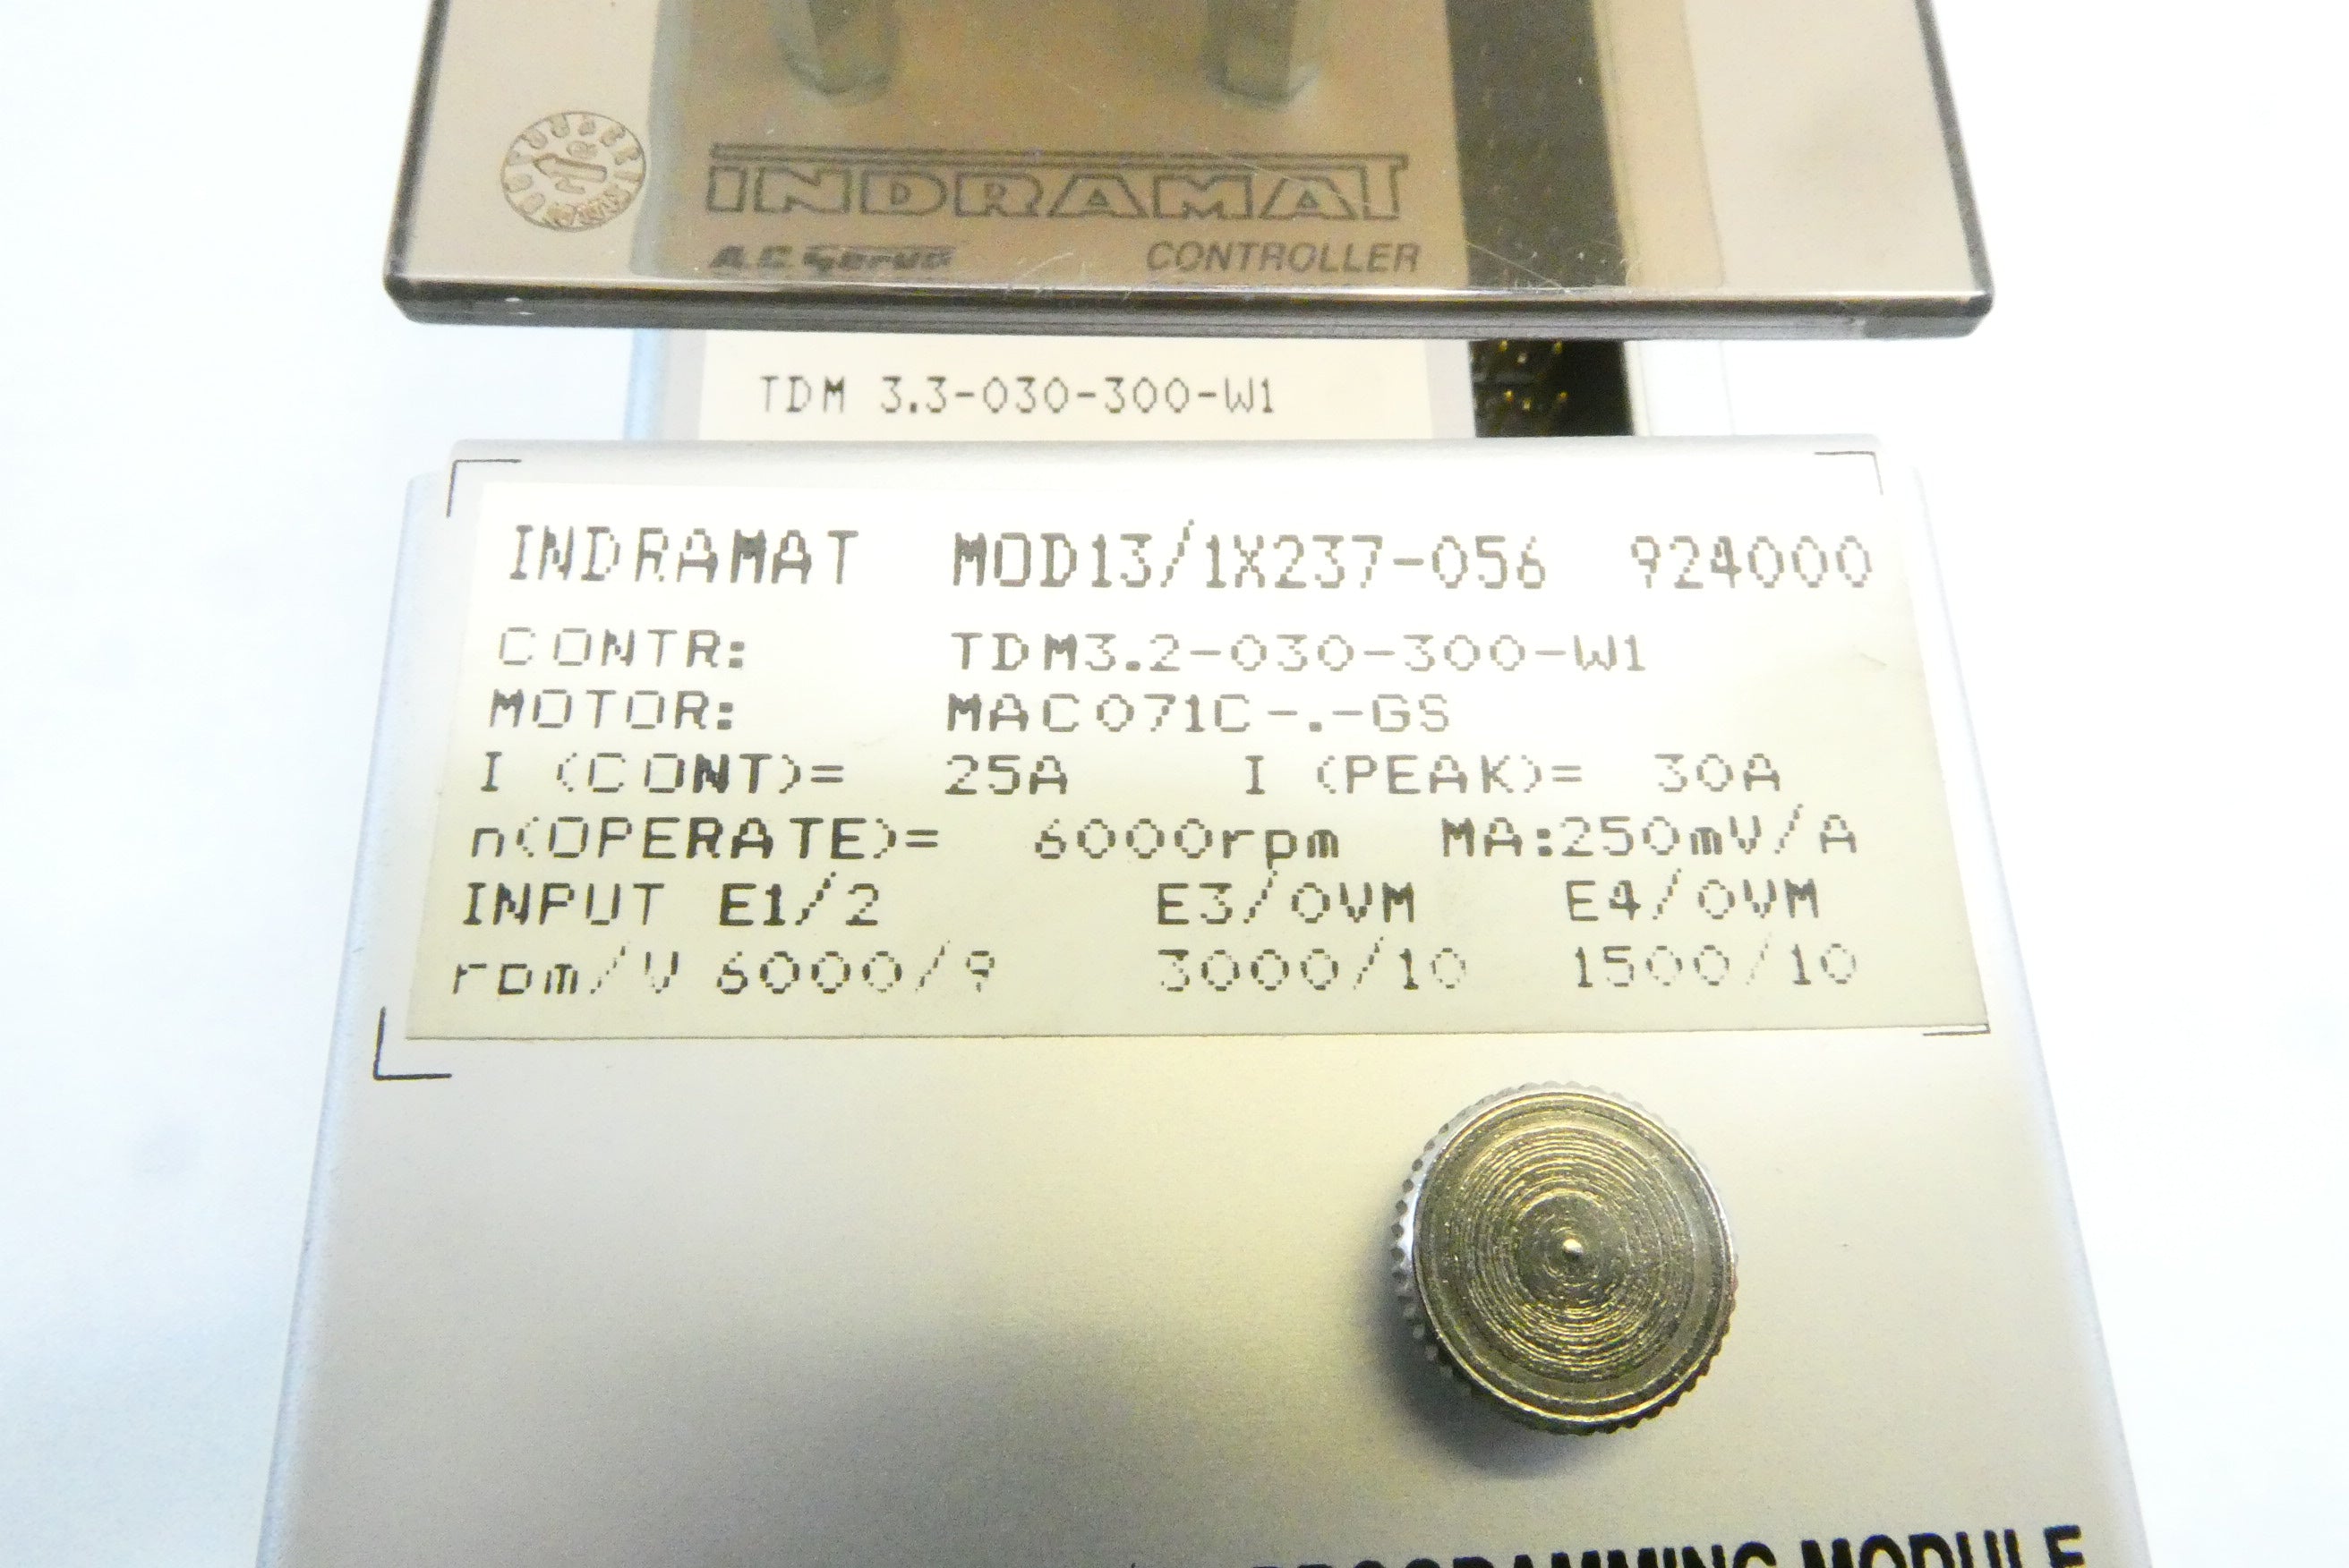 INDRAMAT
A.C. Servo CONTROLLER
TDM 3.3-030-300-W1
INDRAMAT MOD13/1X237-056 924000
CONTR: TDM3.2-030-300-W1
MOTOR: MAC071C-.-GS
I (CONT)= 25A I (PEAK)= 30A
n(OPERATE)= 6000rpm MA:250mV/A
INPUT E1/2 E3/0VM E4/0VM
rpm/V 6000/9 3000/10 1500/10
PROGRAMMING MODULE